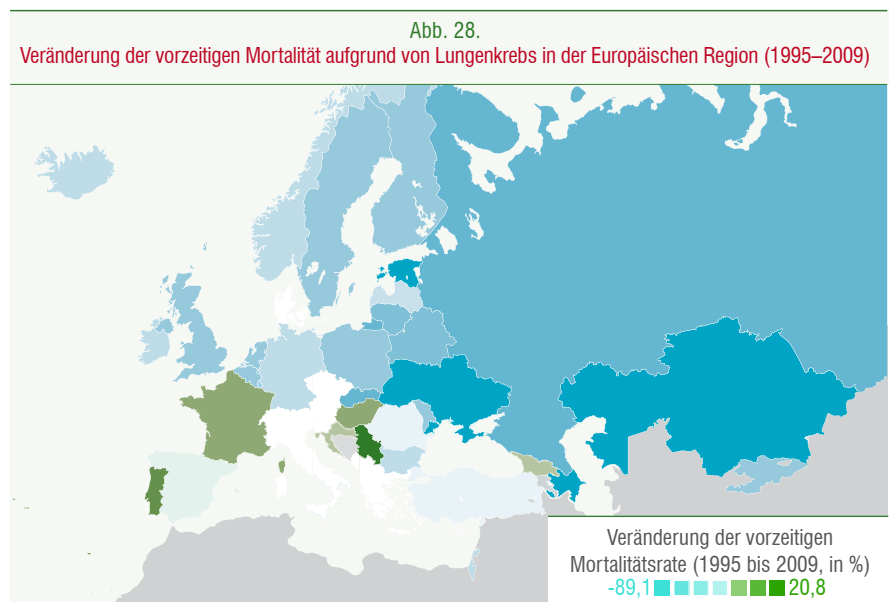 Abb. 28.
Veränderung der vorzeitigen Mortalität aufgrund von Lungenkrebs in der Europäischen Region (1995–2009)
Veränderung der vorzeitigen
Mortalitätsrate (1995 bis 2009, in %)
-89,1 20,8